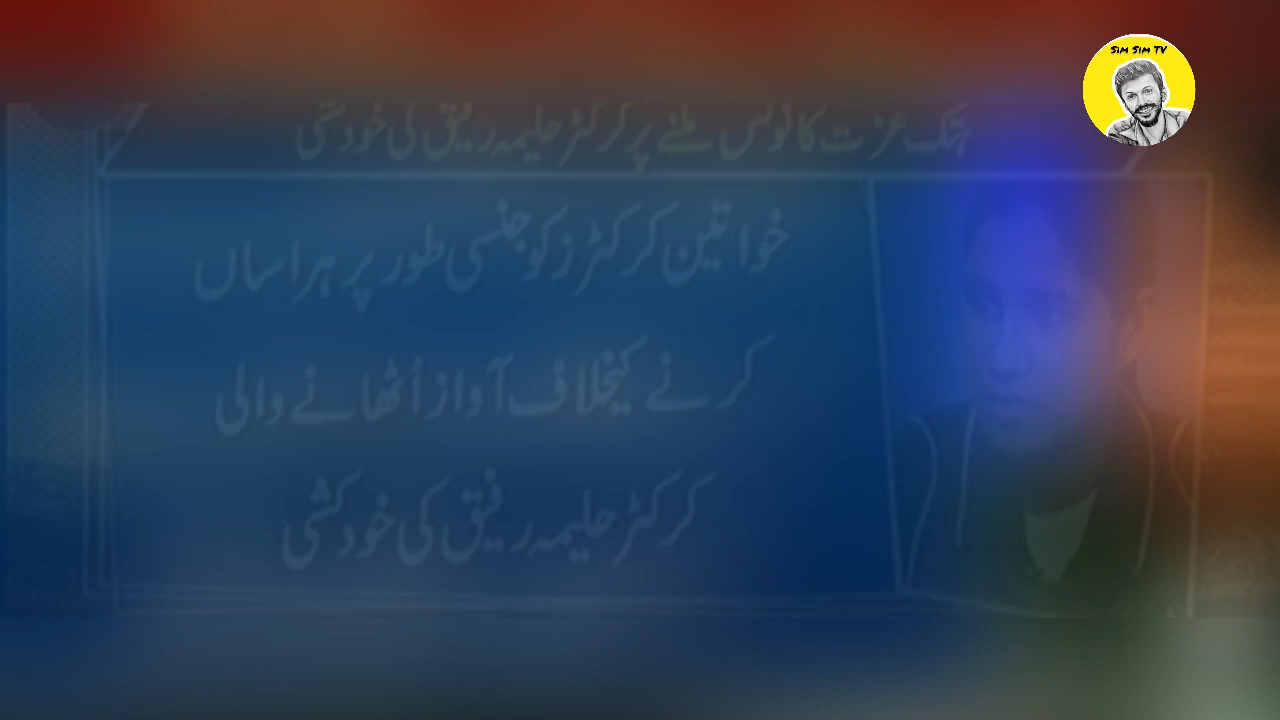 SIM SIM TV
ہتک عزت کا نوٹس ملنے پر کرکٹر حلیمہ رفیق کی خودکشی
خواتین کرکٹرز کو جنسی طور پر ہراساں
کرنے کیخلاف آواز اُٹھانے والی
کرکٹر حلیمہ رفیق کی خودکشی